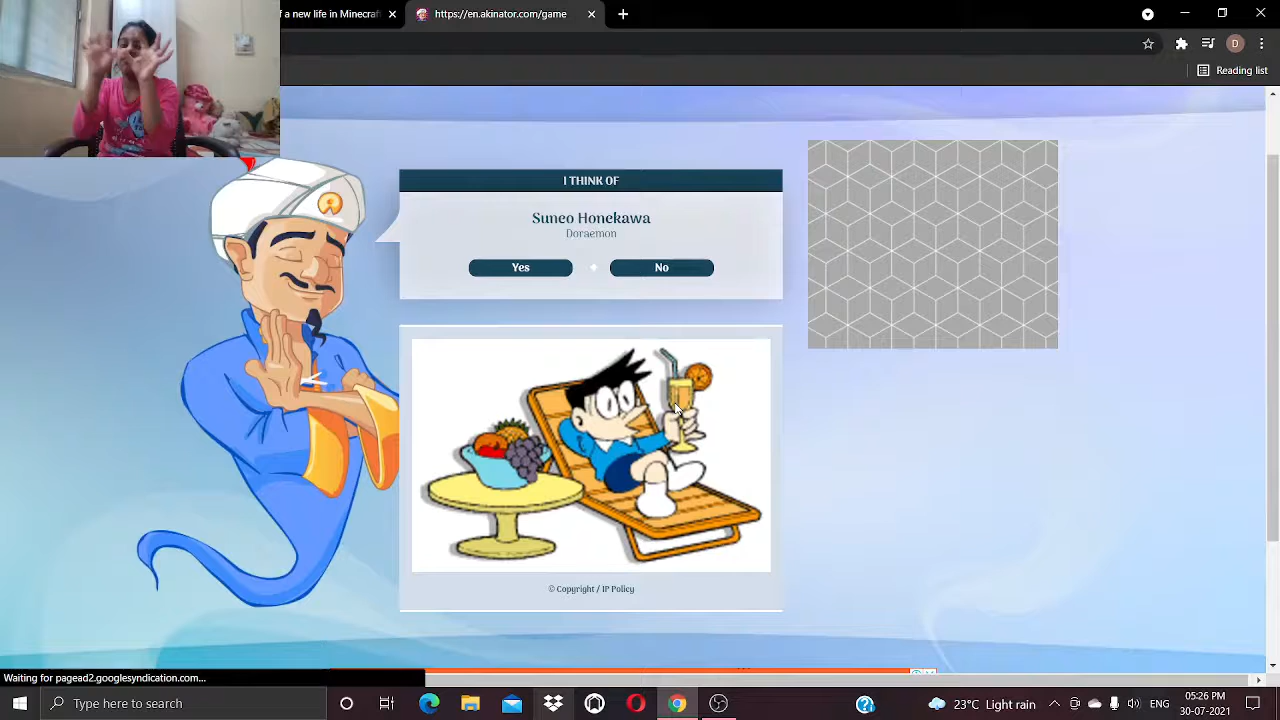 f a new life in Minecraft
https://en.akinator.com/game
D
Reading list
I THINK OF
Suneo Honekawa
Doraemon
Yes
No
© Copyright / IP Policy
Waiting for pagead2.googlesyndication.com...
Type here to search
23°C Light rain
ENG
05:26 PM
30-07-2021